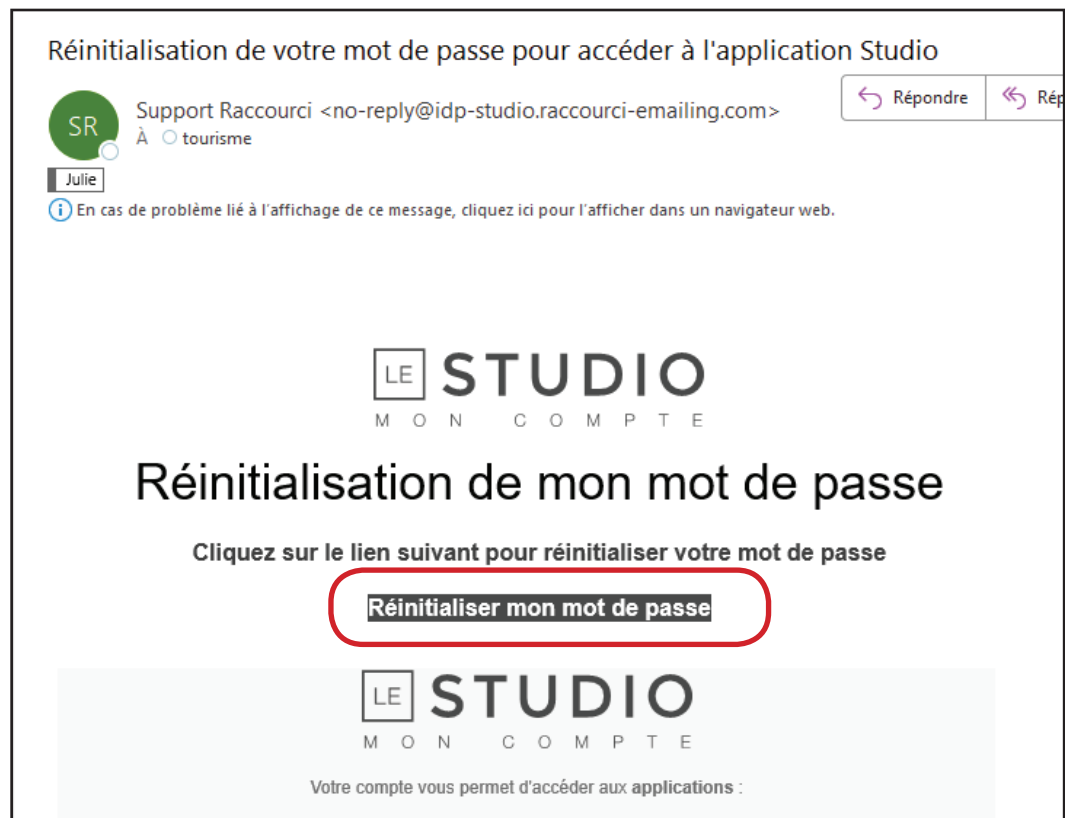 Réinitialisation de votre mot de passe pour accéder à l'application Studio
SR
Support Raccourci <no-reply@idp-studio.raccourci-emailing.com>
À tourisme
Répondre
Julie
En cas de problème lié à l'affichage de ce message, cliquez ici pour l'afficher dans un navigateur web.
LE STUDIO
MON COMPTE
Réinitialisation de mon mot de passe
Cliquez sur le lien suivant pour réinitialiser votre mot de passe
Réinitialiser mon mot de passe
LE STUDIO
MON COMPTE
Votre compte vous permet d'accéder aux applications :